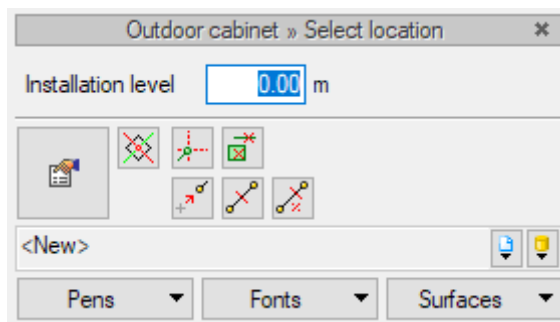 Outdoor cabinet » Select location
Installation level 0.00 m
<New>
Pens Fonts Surfaces